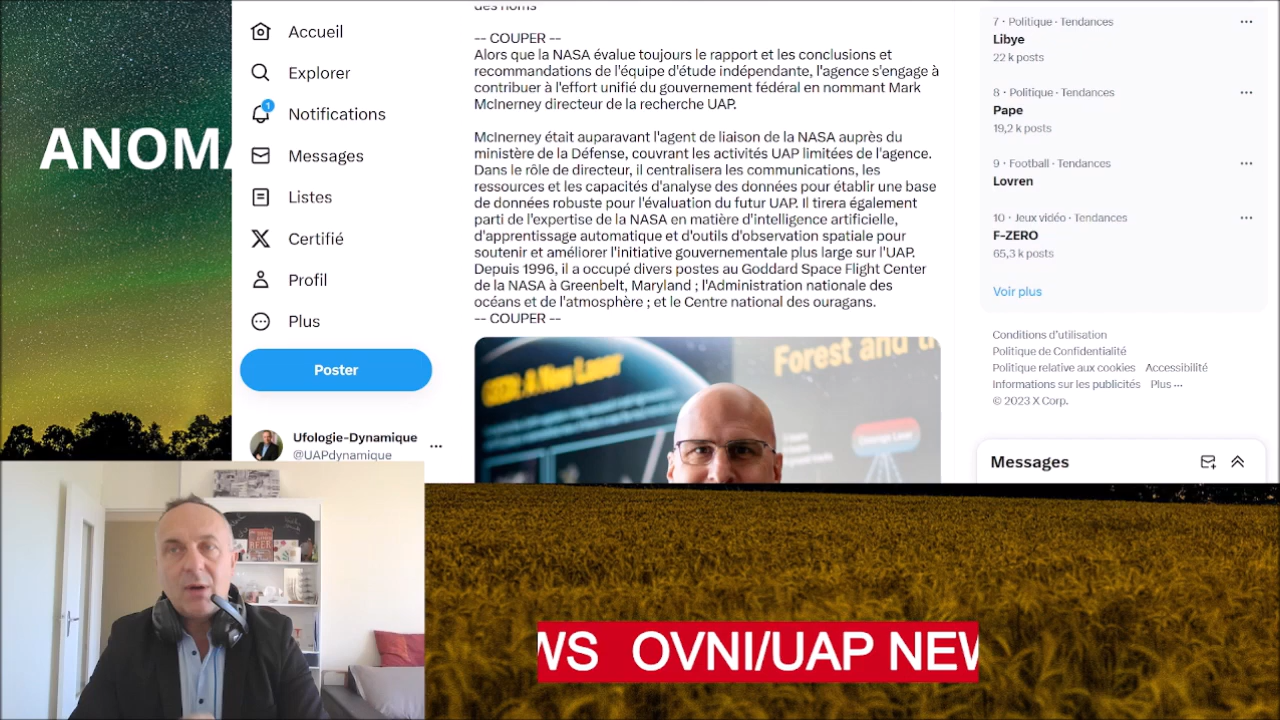 ANOM
Accueil
Explorer
1
Notifications
Messages
Listes
Certifié
Profil
Plus
Poster
Ufologie-Dynamique
@UAPdynamique
des noms
-- COUPER --
Alors que la NASA évalue toujours le rapport et les conclusions et
recommandations de l'équipe d'étude indépendante, l'agence s'engage à
contribuer à l'effort unifié du gouvernement fédéral en nommant Mark
McInerney directeur de la recherche UAP.
McInerney était auparavant l'agent de liaison de la NASA auprès du
ministère de la Défense, couvrant les activités UAP limitées de l'agence.
Dans le rôle de directeur, il centralisera les communications, les
ressources et les capacités d'analyse des données pour établir une base
de données robuste pour l'évaluation du futur UAP. Il tirera également
parti de l'expertise de la NASA en matière d'intelligence artificielle,
d'apprentissage automatique et d'outils d'observation spatiale pour
soutenir et améliorer l'initiative gouvernementale plus large sur l'UAP.
Depuis 1996, il a occupé divers postes au Goddard Space Flight Center
de la NASA à Greenbelt, Maryland ; l'Administration nationale des
océans et de l'atmosphère ; et le Centre national des ouragans.
-- COUPER --
GEDI: A New Laser
Forest and
7 · Politique · Tendances
Libye
22 k posts
8 · Politique · Tendances
Pape
19,2 k posts
9 · Football · Tendances
Lovren
10 · Jeux vidéo · Tendances
F-ZERO
65,3 k posts
Voir plus
Conditions d'utilisation
Politique de Confidentialité
Politique relative aux cookies Accessibilité
Informations sur les publicités Plus ···
© 2023 X Corp.
Messages
WS OVNI/UAP NEW